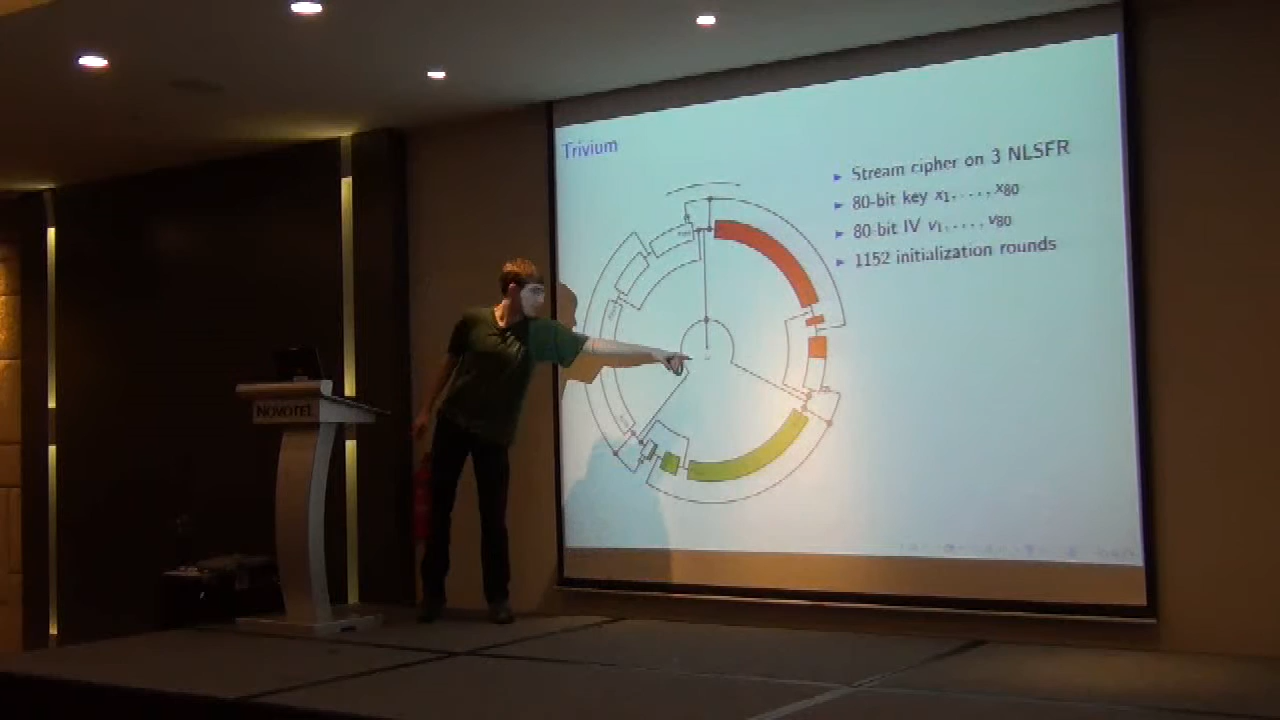 Trivium
▸ Stream cipher on 3 NLSFR
▸ 80-bit key x₁, . . . , x₈₀
▸ 80-bit IV v₁, . . . , v₈₀
▸ 1152 initialization rounds
NOVOTEL